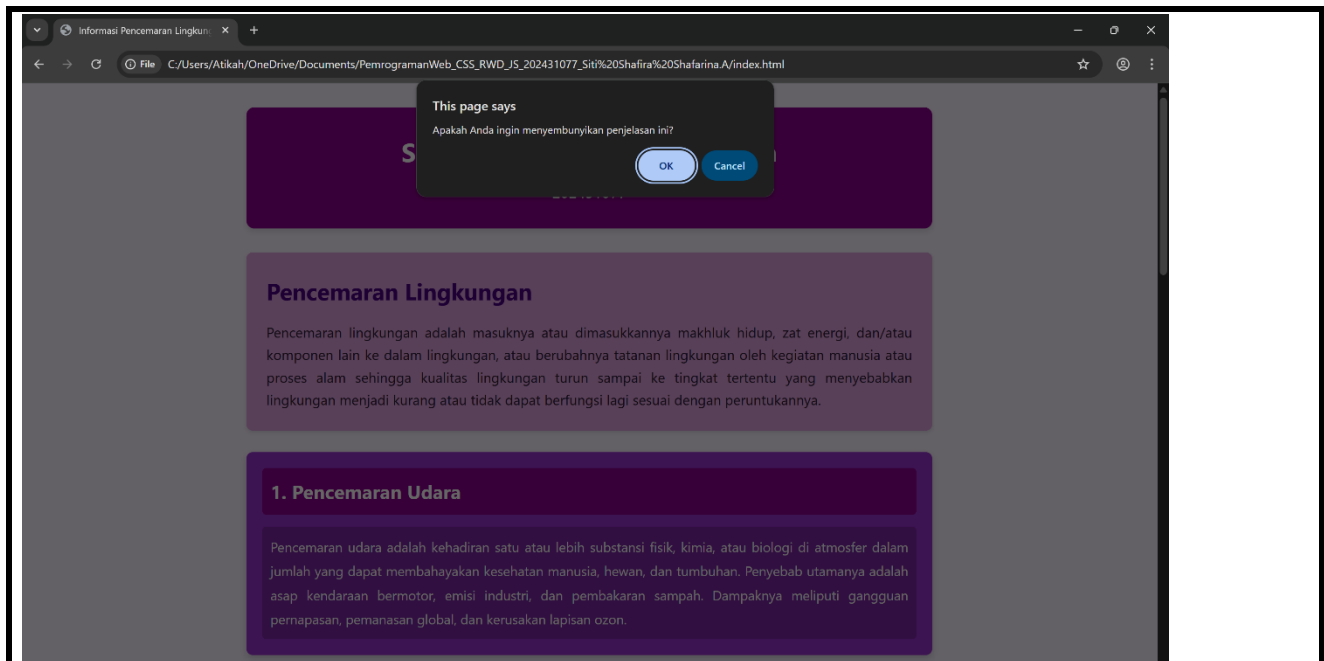 Informasi Pencemaran Lingkun
File C:/Users/Atikah/OneDrive/Documents/PemrogramanWeb_CSS_RWD_JS_202431077_Siti%20Shafira%20Shafarina.A/index.html
This page says
Apakah Anda ingin menyembunyikan penjelasan ini?
OK Cancel
S
Pencemaran Lingkungan
Pencemaran lingkungan adalah masuknya atau dimasukkannya makhluk hidup, zat energi, dan/atau
komponen lain ke dalam lingkungan, atau berubahnya tatanan lingkungan oleh kegiatan manusia atau
proses alam sehingga kualitas lingkungan turun sampai ke tingkat tertentu yang menyebabkan
lingkungan menjadi kurang atau tidak dapat berfungsi lagi sesuai dengan peruntukannya.
1. Pencemaran Udara
Pencemaran udara adalah kehadiran satu atau lebih substansi fisik, kimia, atau biologi di atmosfer dalam
jumlah yang dapat membahayakan kesehatan manusia, hewan, dan tumbuhan. Penyebab utamanya adalah
asap kendaraan bermotor, emisi industri, dan pembakaran sampah. Dampaknya meliputi gangguan
pernapasan, pemanasan global, dan kerusakan lapisan ozon.